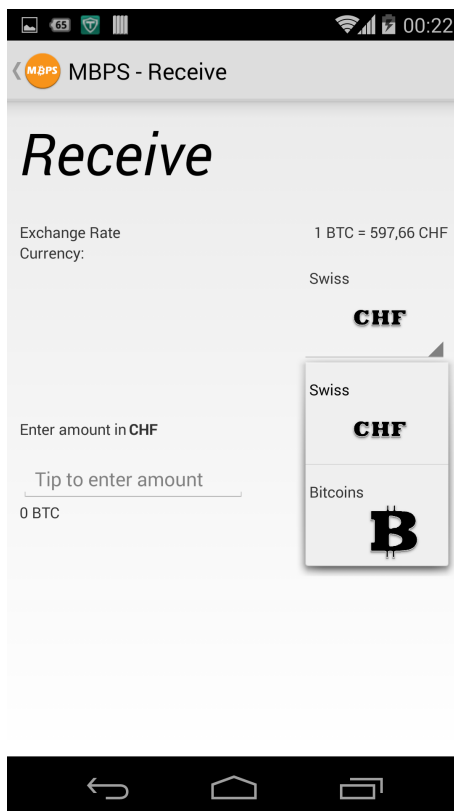 65 00:22
MBPS MBPS - Receive
Receive
Exchange Rate 1 BTC = 597,66 CHF
Currency:
Swiss
CHF
Swiss
CHF
Enter amount in CHF
Tip to enter amount
Bitcoins
0 BTC